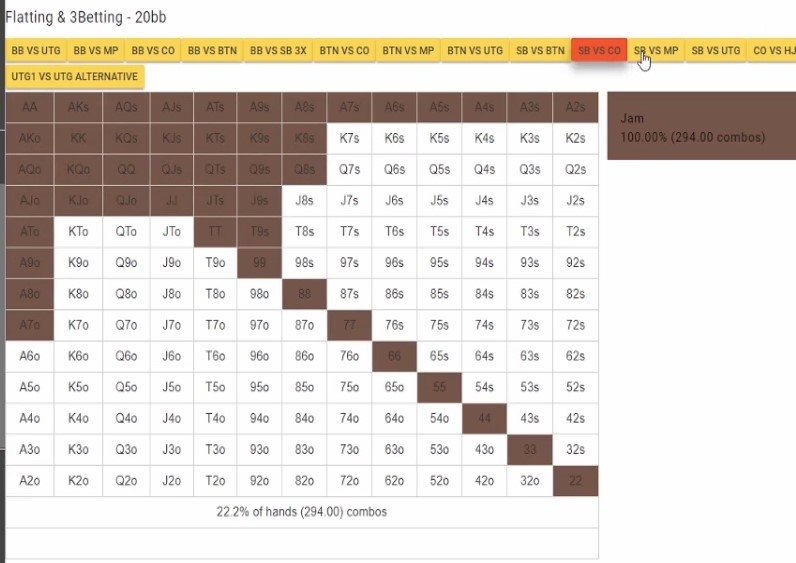 Flatting & 3Betting - 20bb
BB VS UTG BB VS MP BB VS CO BB VS BTN BB VS SB 3X BTN VS CO BTN VS MP BTN VS UTG SB VS BTN SB VS CO SB VS MP SB VS UTG CO VS HJ
UTG1 VS UTG ALTERNATIVE
AA AKs AQs AJs ATs A9s A8s A7s A6s A5s A4s A3s A2s
Jam
100.00% (294.00 combos)
AKo KK KQs KJs KTs K9s K8s K7s K6s K5s K4s K3s K2s
AQo KQo QQ QJs QTs Q9s Q8s Q7s Q6s Q5s Q4s Q3s Q2s
AJo KJo QJo JJ JTs J9s J8s J7s J6s J5s J4s J3s J2s
ATo KTo QTo JTo TT T9s T8s T7s T6s T5s T4s T3s T2s
A9o K9o Q9o J9o T9o 99 98s 97s 96s 95s 94s 93s 92s
A8o K8o Q8o J8o T8o 98o 88 87s 86s 85s 84s 83s 82s
A7o K7o Q7o J7o T7o 97o 87o 77 76s 75s 74s 73s 72s
A6o K6o Q6o J6o T6o 96o 86o 76o 66 65s 64s 63s 62s
A5o K5o Q5o J5o T5o 95o 85o 75o 65o 55 54s 53s 52s
A4o K4o Q4o J4o T4o 94o 84o 74o 64o 54o 44 43s 42s
A3o K3o Q3o J3o T3o 93o 83o 73o 63o 53o 43o 33 32s
A2o K2o Q2o J2o T2o 92o 82o 72o 62o 52o 42o 32o 22
22.2% of hands (294.00) combos